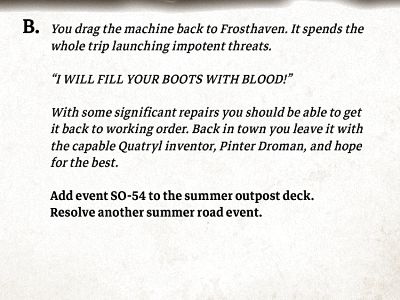 B. You drag the machine back to Frosthaven. It spends the
whole trip launching impotent threats.
“I WILL FILL YOUR BOOTS WITH BLOOD!”
With some significant repairs you should be able to get
it back to working order. Back in town you leave it with
the capable Quatryl inventor, Pinter Droman, and hope
for the best.
Add event SO-54 to the summer outpost deck.
Resolve another summer road event.